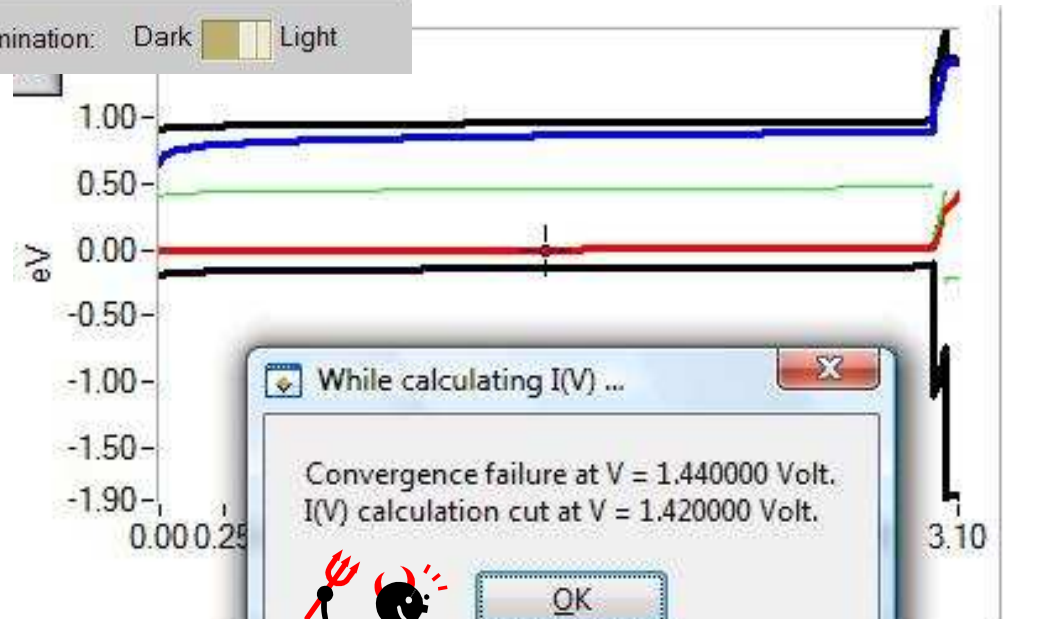 mination: Dark Light
1.00
0.50
0.00
-0.50
-1.00
-1.50
-1.90
eV
0.00 0.25 3.10
While calculating I(V) ...
Convergence failure at V = 1.440000 Volt.
I(V) calculation cut at V = 1.420000 Volt.
OK